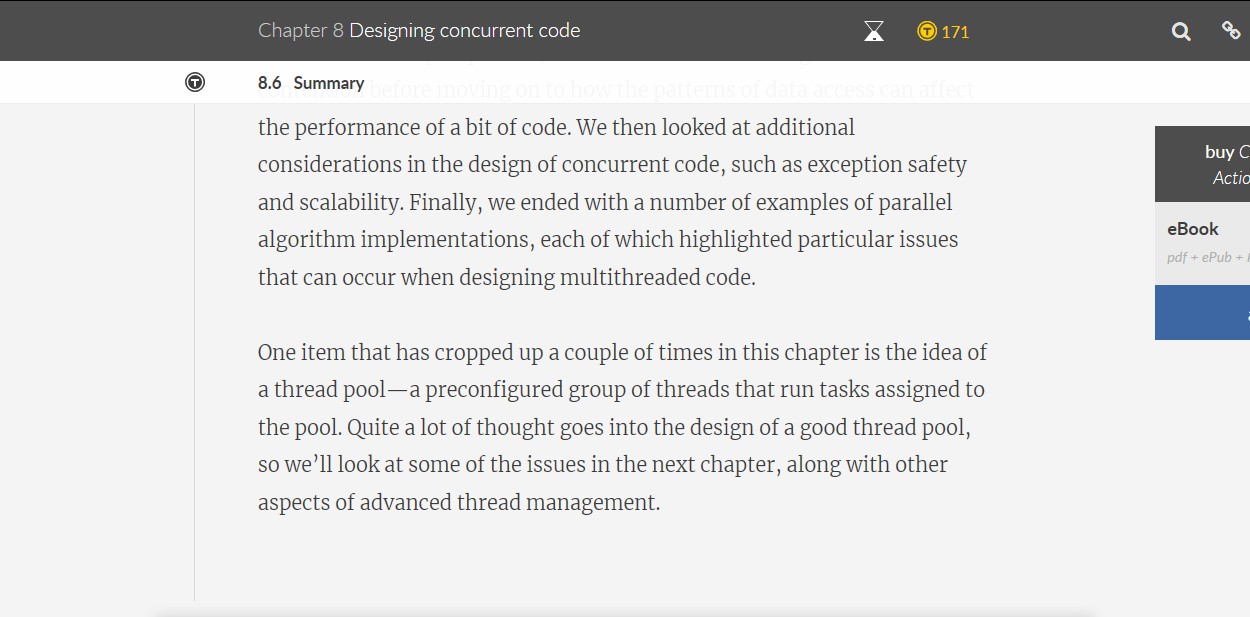 Chapter 8 Designing concurrent code
171
8.6 Summary
before moving on to how the patterns of data access can affect
the performance of a bit of code. We then looked at additional
considerations in the design of concurrent code, such as exception safety
and scalability. Finally, we ended with a number of examples of parallel
algorithm implementations, each of which highlighted particular issues
that can occur when designing multithreaded code.
One item that has cropped up a couple of times in this chapter is the idea of
a thread pool—a preconfigured group of threads that run tasks assigned to
the pool. Quite a lot of thought goes into the design of a good thread pool,
so we’ll look at some of the issues in the next chapter, along with other
aspects of advanced thread management.
buy C
Actio
eBook
pdf + ePub +